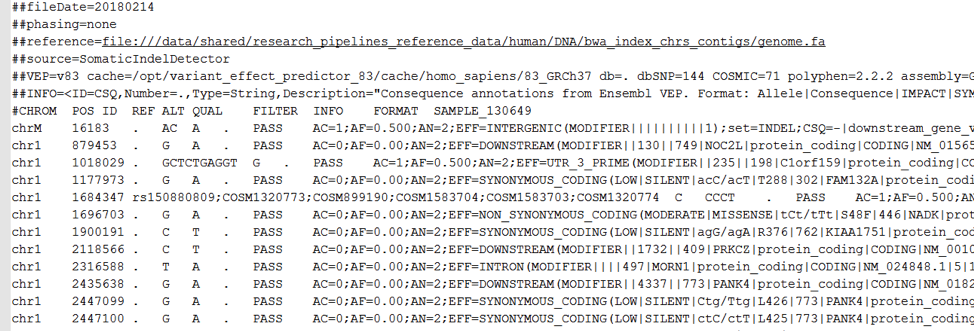 ##fileDate=20180214
##phasing=none
##reference=file:///data/shared/research_pipelines_reference_data/human/DNA/bwa_index_chrs_contigs/genome.fa
##source=SomaticIndelDetector
##VEP=v83 cache=/opt/variant_effect_predictor_83/cache/homo_sapiens/83_GRCh37 db=. dbSNP=144 COSMIC=71 polyphen=2.2.2 assembly=G
##INFO=<ID=CSQ,Number=.,Type=String,Description="Consequence annotations from Ensembl VEP. Format: Allele|Consequence|IMPACT|SYM
#CHROM POS ID REF ALT QUAL FILTER INFO FORMAT SAMPLE_130649
chrM 16183 . AC A . PASS AC=1;AF=0.500;AN=2;EFF=INTERGENIC(MODIFIER||||||||||1);set=INDEL;CSQ=-|downstream_gene_v
chr1 879453 . G A . PASS AC=0;AF=0.00;AN=2;EFF=DOWNSTREAM(MODIFIER||130||749|NOC2L|protein_coding|CODING|NM_01565
chr1 1018029 . GCTCTGAGGT G . PASS AC=1;AF=0.500;AN=2;EFF=UTR_3_PRIME(MODIFIER||235||198|C1orf159|protein_coding|CO
chr1 1177973 . G A . PASS AC=0;AF=0.00;AN=2;EFF=SYNONYMOUS_CODING(LOW|SILENT|acC/acT|T288|302|FAM132A|protein_codin
chr1 1684347 rs150880809;COSM1320773;COSM899190;COSM1583704;COSM1583703;COSM1320774 C CCCT . PASS AC=1;AF=0.500;AN
chr1 1696703 . G A . PASS AC=0;AF=0.00;AN=2;EFF=NON_SYNONYMOUS_CODING(MODERATE|MISSENSE|tCt/tTt|S48F|446|NADK|prot
chr1 1900191 . C T . PASS AC=0;AF=0.00;AN=2;EFF=SYNONYMOUS_CODING(LOW|SILENT|agG/agA|R376|762|KIAA1751|protein_codi
chr1 2118566 . C T . PASS AC=0;AF=0.00;AN=2;EFF=DOWNSTREAM(MODIFIER||1732||409|PRKCZ|protein_coding|CODING|NM_0010
chr1 2316588 . T A . PASS AC=0;AF=0.00;AN=2;EFF=INTRON(MODIFIER||||497|MORN1|protein_coding|CODING|NM_024848.1|5|1
chr1 2435638 . G A . PASS AC=0;AF=0.00;AN=2;EFF=DOWNSTREAM(MODIFIER||4337||773|PANK4|protein_coding|CODING|NM_0182
chr1 2447099 . G A . PASS AC=0;AF=0.00;AN=2;EFF=SYNONYMOUS_CODING(LOW|SILENT|Ctg/Ttg|L426|773|PANK4|protein_coding|
chr1 2447100 . G A . PASS AC=0;AF=0.00;AN=2;EFF=SYNONYMOUS_CODING(LOW|SILENT|ctC/ctT|L425|773|PANK4|protein_coding|